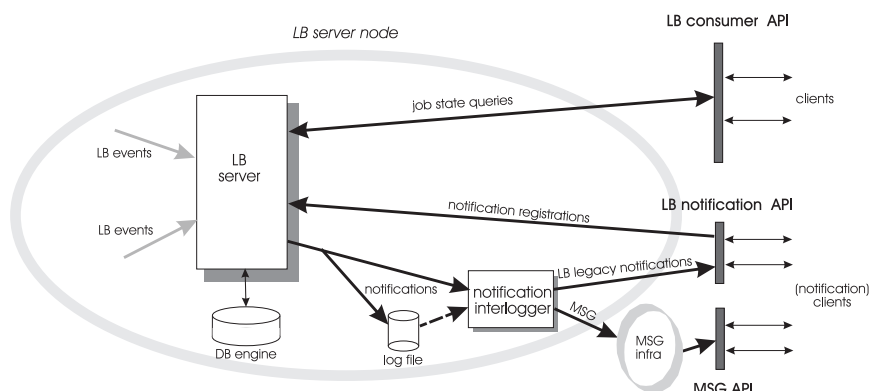 LB consumer API
LB server node
job state queries
clients
LB events
LB
server
notification registrations
LB notification API
LB events
LB legacy notifications
notifications
notification
interlogger
(notification)
clients
MSG
DB engine
log file
MSG
infra
MSG API